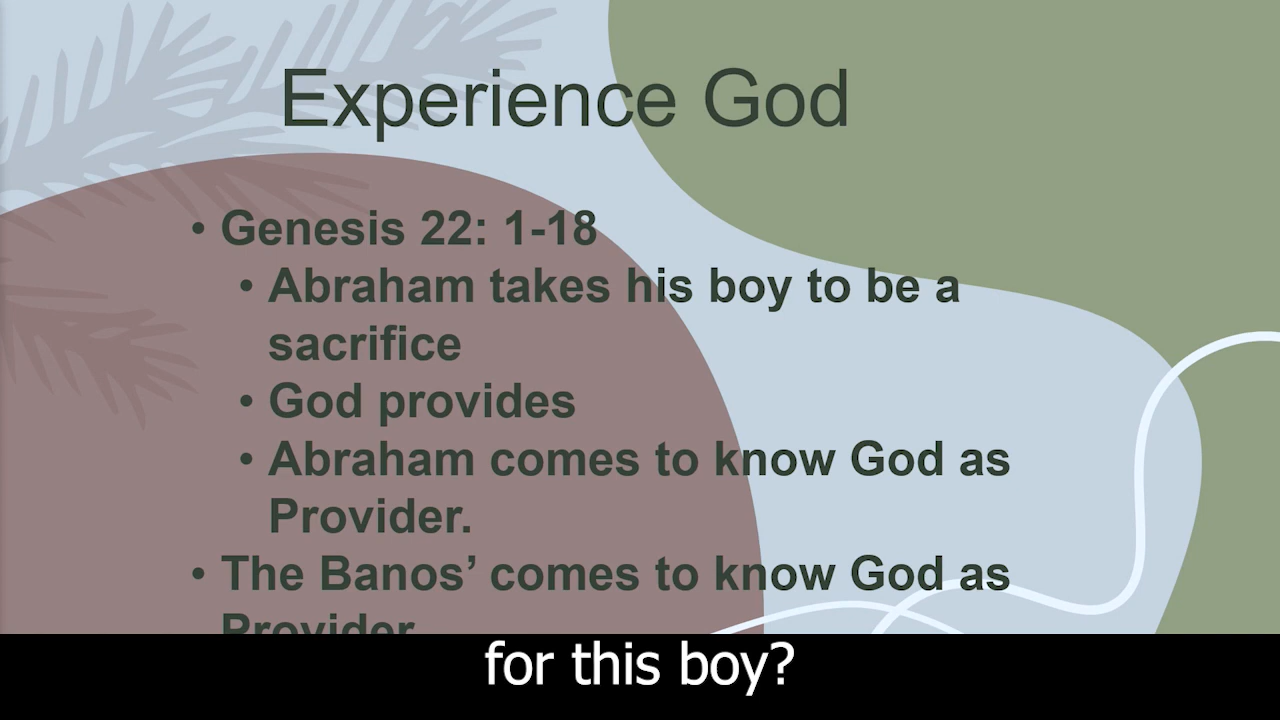 Experience God
• Genesis 22: 1-18
• Abraham takes his boy to be a
sacrifice
• God provides
• Abraham comes to know God as
Provider.
• The Banos’ comes to know God as
Provider
for this boy?